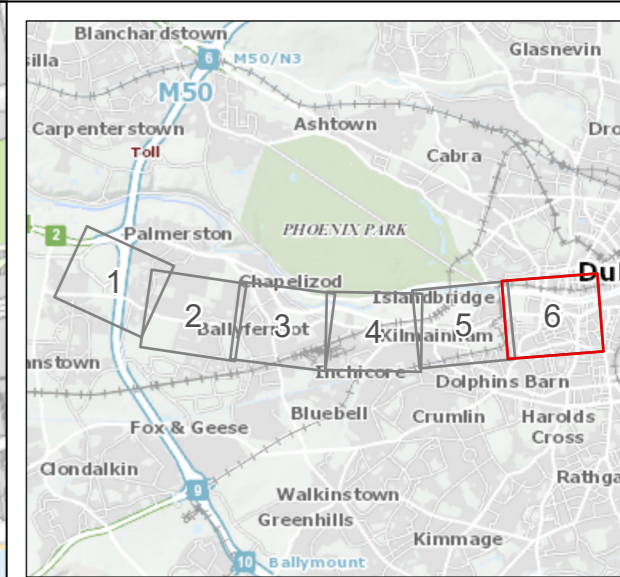 Blanchardstown
silla
6
M50/N3
Glasnevin
M50
Carpenterstown
Ashtown
Dro
Toll
Cabra
2
Palmerston
PHOENIX PARK
1
Chapelizod
Du
2
Ballyfermot
3
4
Islandbridge
Kilmainham
5
6
nstown
Inchicore
Dolphins Barn
Bluebell
Crumlin
Harolds
Cross
Fox & Geese
Clondalkin
9
Walkinstown
Rathga
Greenhills
Kimmage
10
Ballymount